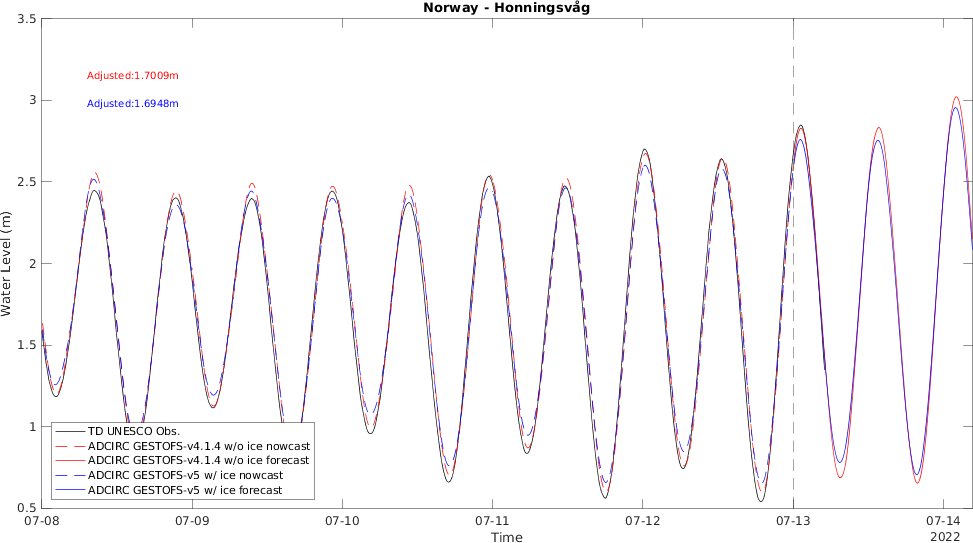 Norway - Honningsvåg
3.5
3
2.5
2
1.5
1
0.5
Water Level (m)
Adjusted:1.7009m
Adjusted:1.6948m
TD UNESCO Obs.
ADCIRC GESTOFS-v4.1.4 w/o ice nowcast
ADCIRC GESTOFS-v4.1.4 w/o ice forecast
ADCIRC GESTOFS-v5 w/ ice nowcast
ADCIRC GESTOFS-v5 w/ ice forecast
07-08 07-09 07-10 07-11 07-12 07-13 07-14
Time
2022